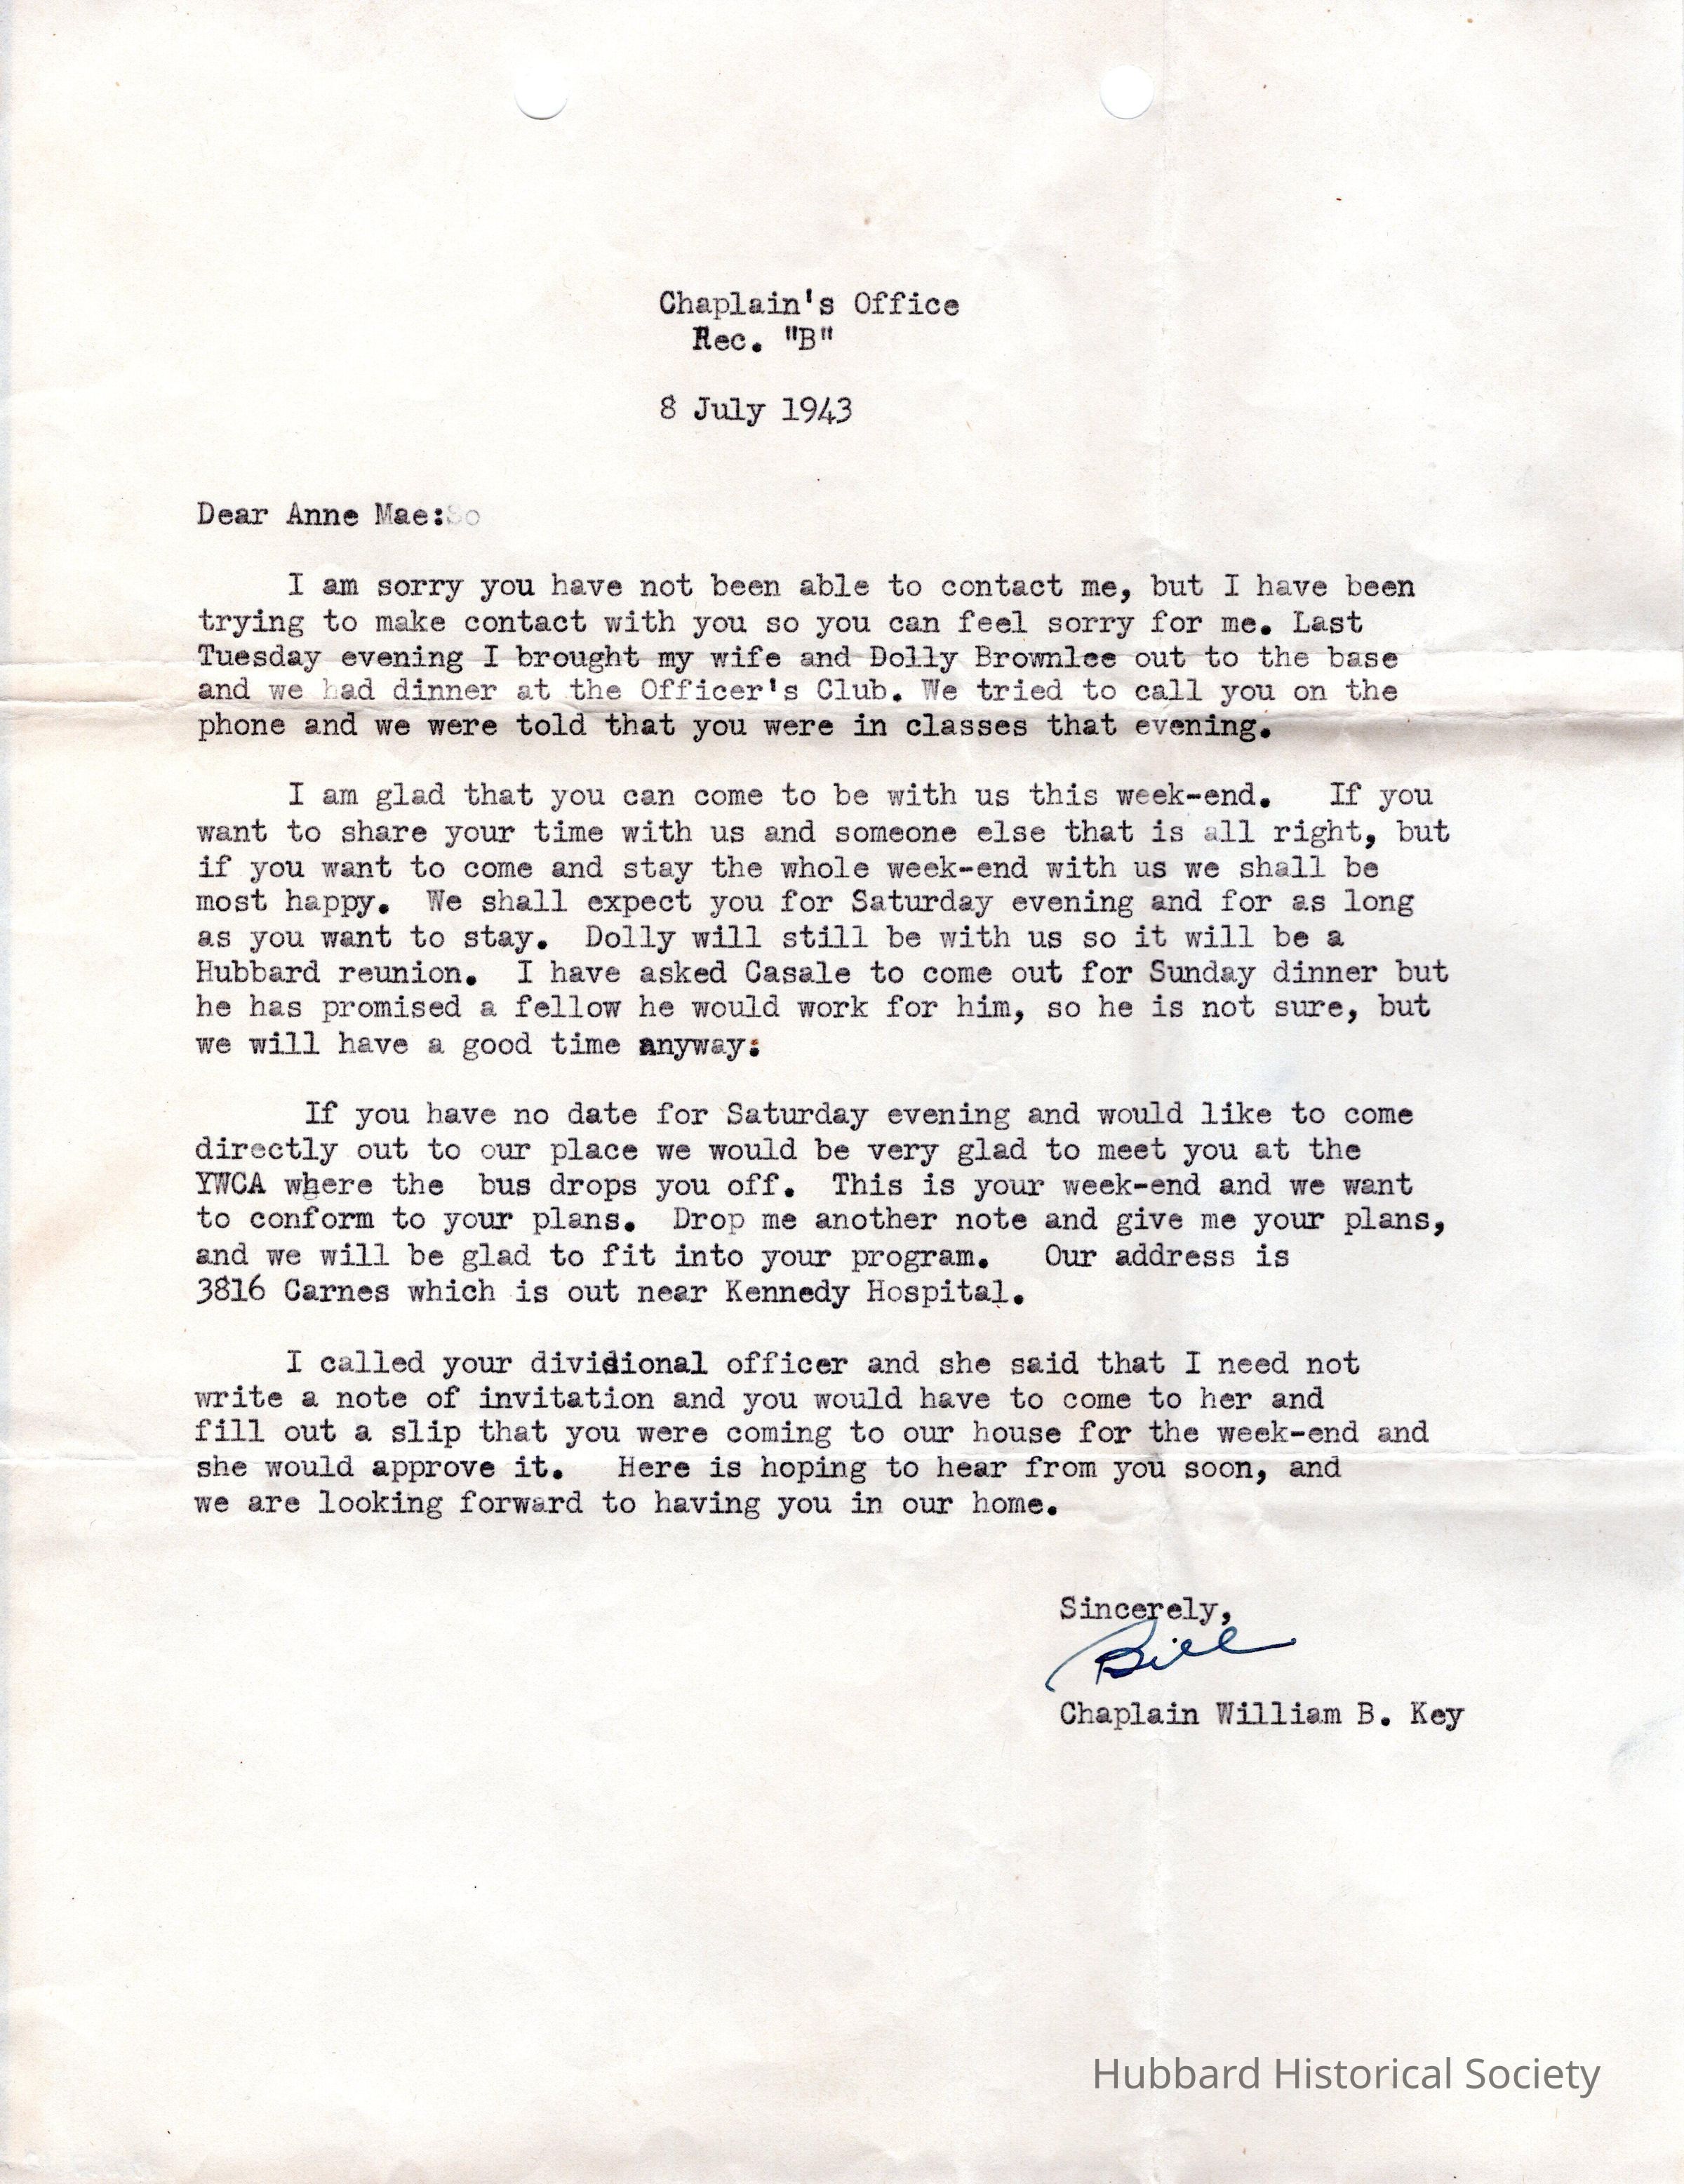 Chaplain's Office
Rec. "B"
8 July 1943
Dear Anne Mae:So
I am sorry you have not been able to contact me, but I have been
trying to make contact with you so you can feel sorry for me. Last
Tuesday evening I brought my wife and Dolly Brownlee out to the base
and we had dinner at the Officer's Club. We tried to call you on the
phone and we were told that you were in classes that evening.
I am glad that you can come to be with us this week-end.   If you
want to share your time with us and someone else that is all right, but
if you want to come and stay the whole week-end with us we shall be
most happy.  We shall expect you for Saturday evening and for as long
as you want to stay.  Dolly will still be with us so it will be a
Hubbard reunion.  I have asked Casale to come out for Sunday dinner but
he has promised a fellow he would work for him, so he is not sure, but
we will have a good time anyway:
If you have no date for Saturday evening and would like to come
directly out to our place we would be very glad to meet you at the
YWCA where the  bus drops you off.  This is your week-end and we want
to conform to your plans.  Drop me another note and give me your plans,
and we will be glad to fit into your program.   Our address is
3816 Carnes which is out near Kennedy Hospital.
I called your divisional officer and she said that I need not
write a note of invitation and you would have to come to her and
fill out a slip that you were coming to our house for the week-end and
she would approve it.   Here is hoping to hear from you soon, and
we are looking forward to having you in our home.
Sincerely,
Bill
Chaplain William B. Key
Hubbard Historical Society